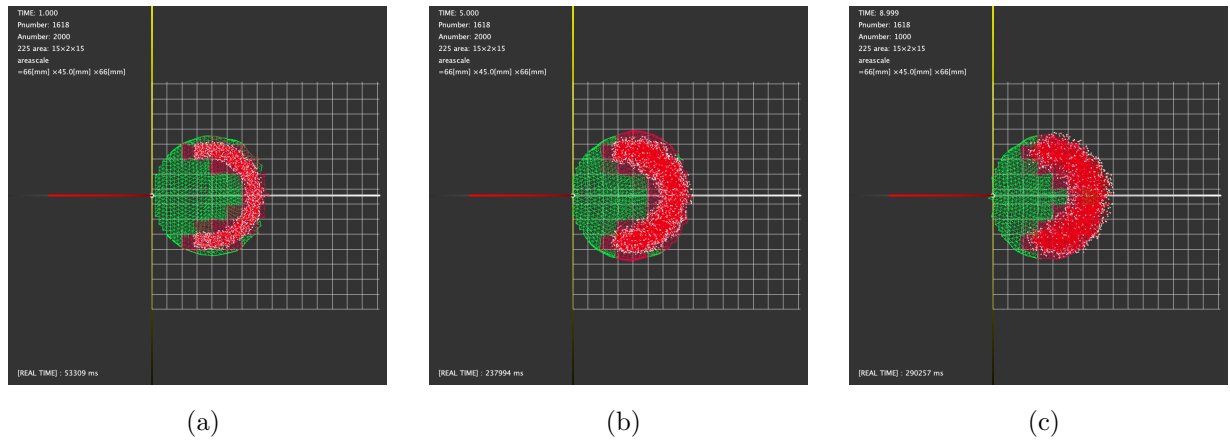 TIME: 1.000
Pnumber: 1618
Anumber: 2000
225 area: 15×2×15
areascale
=66[mm] ×45.0[mm] ×66[mm]
[REAL TIME] : 53309 ms
(a)
TIME: 5.000
Pnumber: 1618
Anumber: 2000
225 area: 15×2×15
areascale
=66[mm] ×45.0[mm] ×66[mm]
[REAL TIME] : 237994 ms
(b)
TIME: 8.999
Pnumber: 1618
Anumber: 1000
225 area: 15×2×15
areascale
=66[mm] ×45.0[mm] ×66[mm]
[REAL TIME] : 290257 ms
(c)